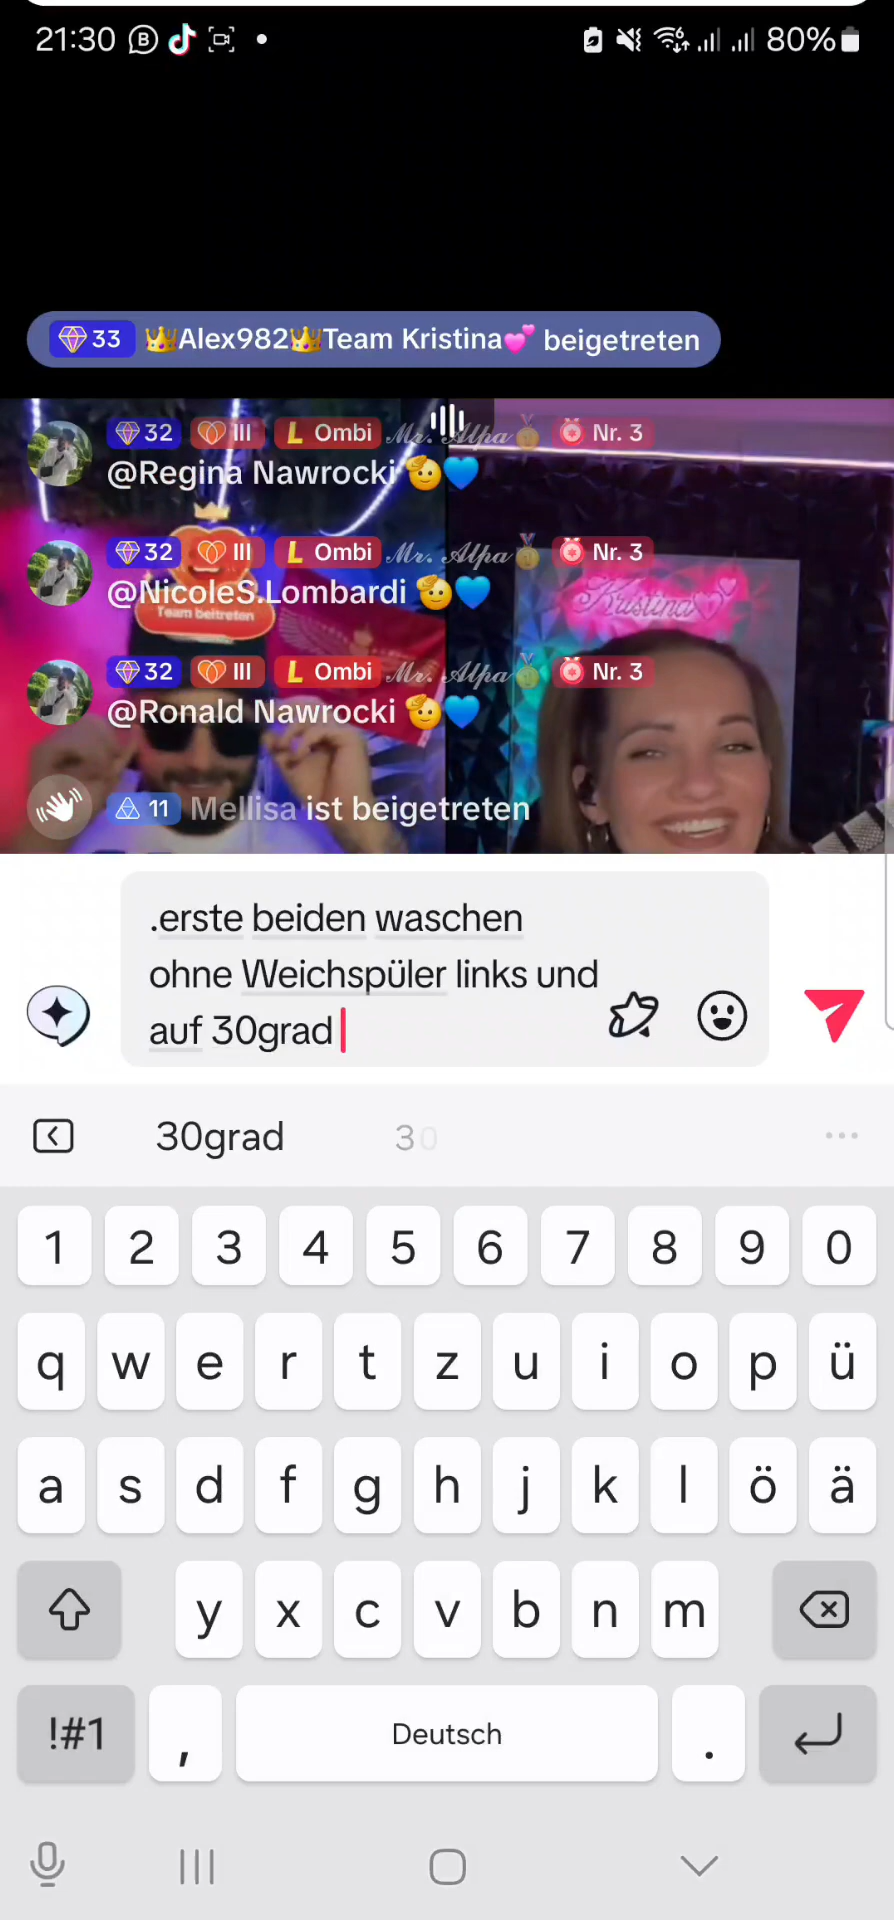 21:30 80%
33 👑Alex982👑Team Kristina💕 beigetreten
32 III L Ombi Mr. Alpa🏅 Nr. 3
@Regina Nawrocki🫡💙
32 III L Ombi Mr. Alpa🏅 Nr. 3
@NicoleS.Lombardi 🫡💙
Kristina
Team beitreten
32 III L Ombi Mr. Alpa🏅 Nr. 3
@Ronald Nawrocki 🫡💙
11 Mellisa ist beigetreten
.erste beiden waschen
ohne Weichspüler links und
auf 30grad
30grad 30
1 2 3 4 5 6 7 8 9 0
q w e r t z u i o p ü
a s d f g h j k l ö ä
y x c v b n m
!#1 , Deutsch .